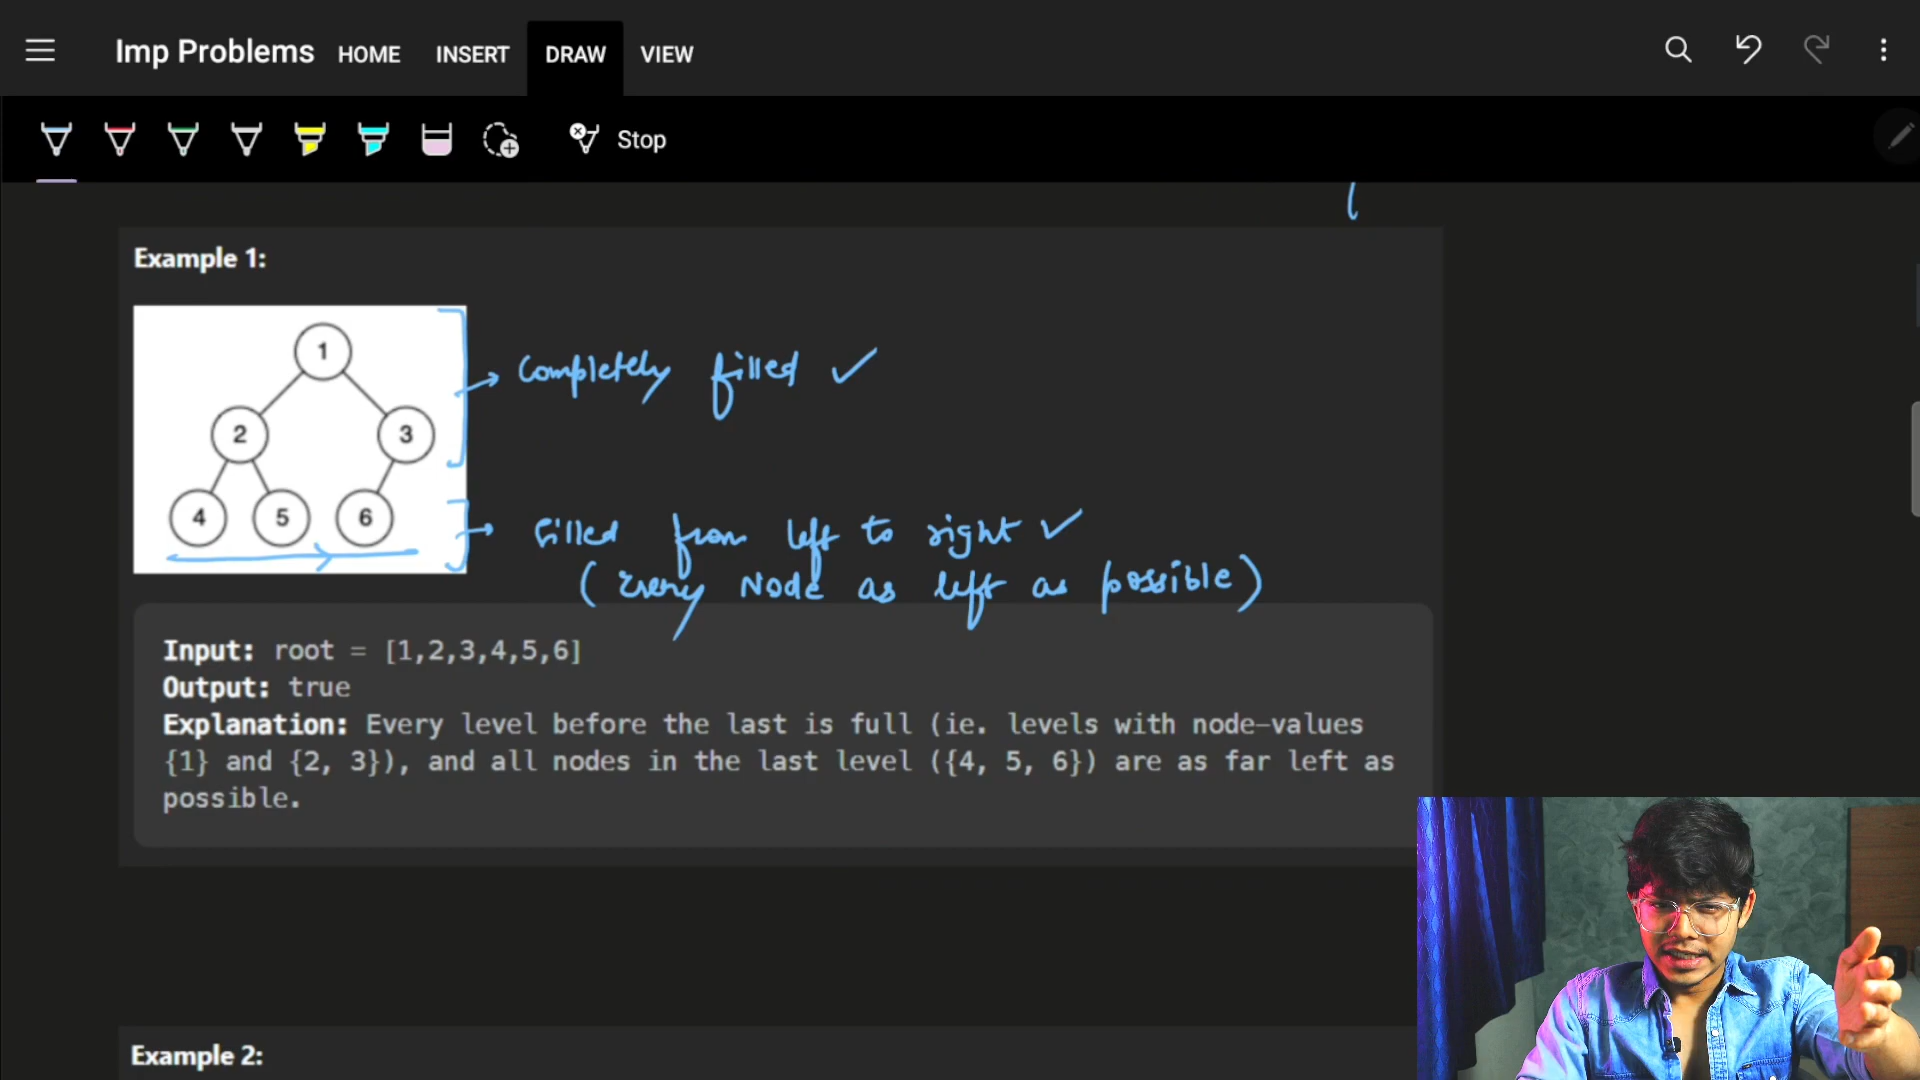 Imp Problems HOME INSERT DRAW VIEW
Stop
Example 1:
1
Completely filled ✓
2 3
4 5 6
filled from left to right ✓
(Every Node as left as possible)
Input: root = [1,2,3,4,5,6]
Output: true
Explanation: Every level before the last is full (ie. levels with node-values
{1} and {2, 3}), and all nodes in the last level ({4, 5, 6}) are as far left as
possible.
Example 2: